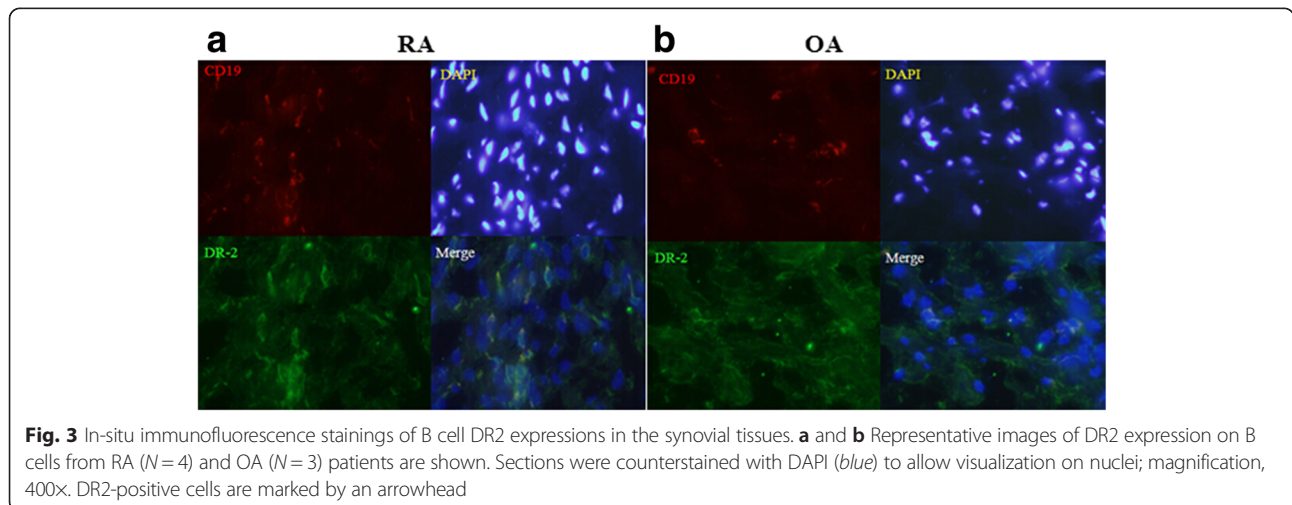 a RA b OA
CD19 DAPI CD19 DAPI
DR-2 Merge DR-2 Merge
Fig. 3 In-situ immunofluorescence stainings of B cell DR2 expressions in the synovial tissues. a and b Representative images of DR2 expression on B
cells from RA (N = 4) and OA (N = 3) patients are shown. Sections were counterstained with DAPI (blue) to allow visualization on nuclei; magnification,
400×. DR2-positive cells are marked by an arrowhead